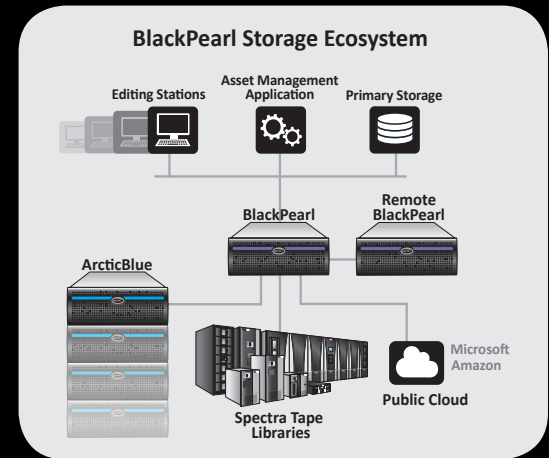 BlackPearl Storage Ecosystem
Editing Stations
Asset Management
Application
Primary Storage
BlackPearl
Remote
BlackPearl
ArcticBlue
Spectra Tape
Libraries
Public Cloud
Microsoft
Amazon